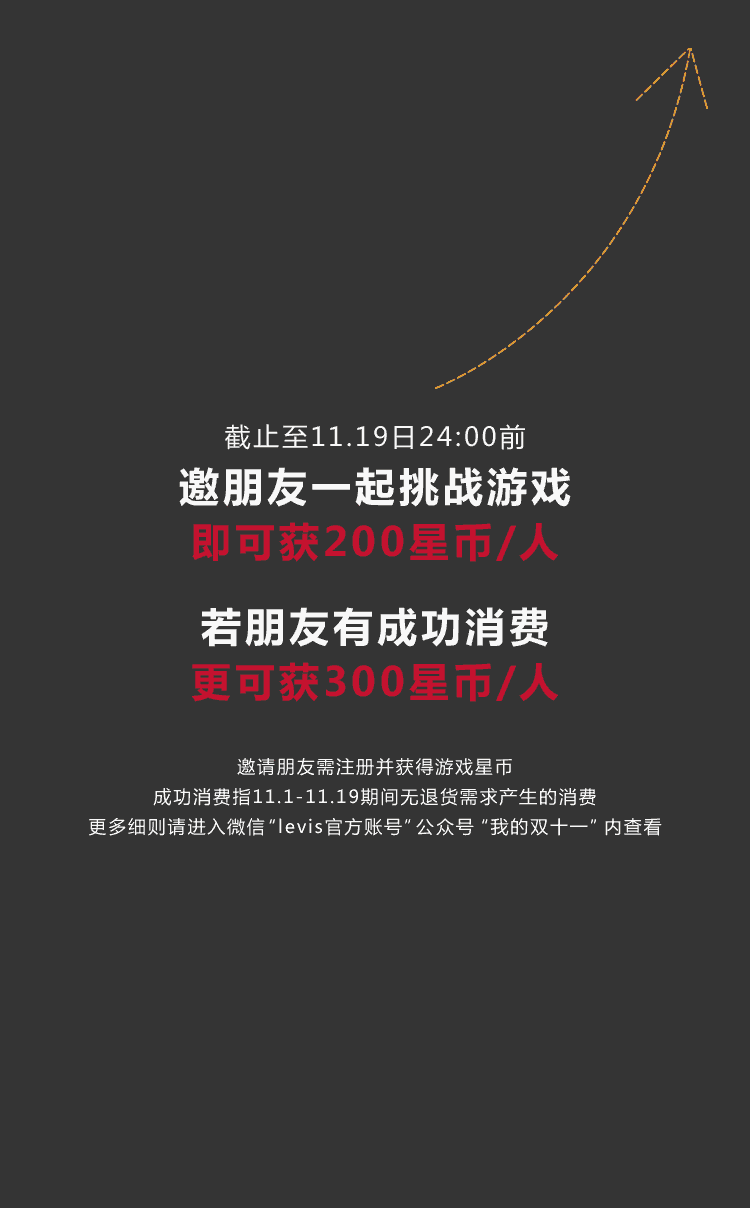 截止至11.19日24:00前
邀朋友一起挑战游戏
即可获200星币/人
若朋友有成功消费
更可获300星币/人
邀请朋友需注册并获得游戏星币
成功消费指11.1-11.19期间无退货需求产生的消费
更多细则请进入微信“levis官方账号”公众号“我的双十一”内查看